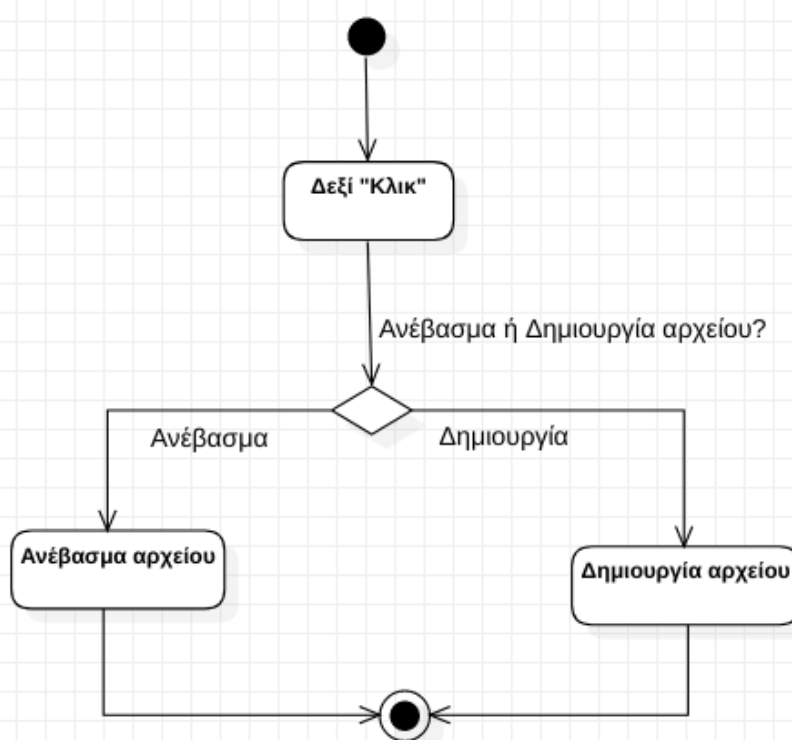 Δεξί "Κλικ"
Ανέβασμα ή Δημιουργία αρχείου?
Ανέβασμα
Δημιουργία
Ανέβασμα αρχείου
Δημιουργία αρχείου